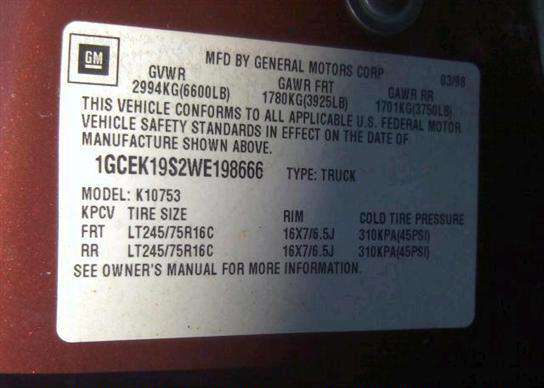 GM
MFD BY GENERAL MOTORS CORP 03/98
GVWR GAWR FRT GAWR RR
2994KG(6600LB) 1780KG(3925LB) 1701KG(3750LB)
THIS VEHICLE CONFORMS TO ALL APPLICABLE U.S. FEDERAL MOTOR
VEHICLE SAFETY STANDARDS IN EFFECT ON THE DATE OF
MANUFACTURE SHOWN ABOVE.
1GCEK19S2WE198666 TYPE: TRUCK
MODEL: K10753
KPCV TIRE SIZE RIM COLD TIRE PRESSURE
FRT LT245/75R16C 16X7/6.5J 310KPA(45PSI)
RR LT245/75R16C 16X7/6.5J 310KPA(45PSI)
SEE OWNER'S MANUAL FOR MORE INFORMATION.